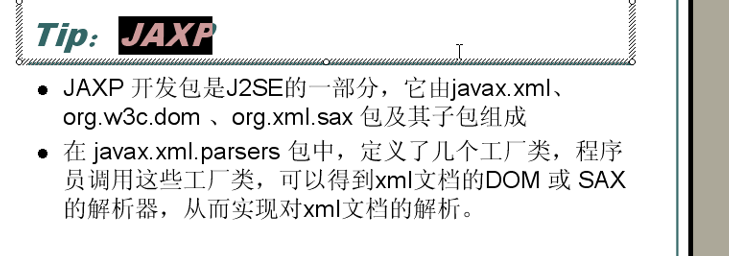 Tip：JAXP
JAXP 开发包是J2SE的一部分，它由javax.xml、
org.w3c.dom 、org.xml.sax 包及其子包组成
在 javax.xml.parsers 包中，定义了几个工厂类，程序
员调用这些工厂类，可以得到xml文档的DOM 或 SAX
的解析器，从而实现对xml文档的解析。